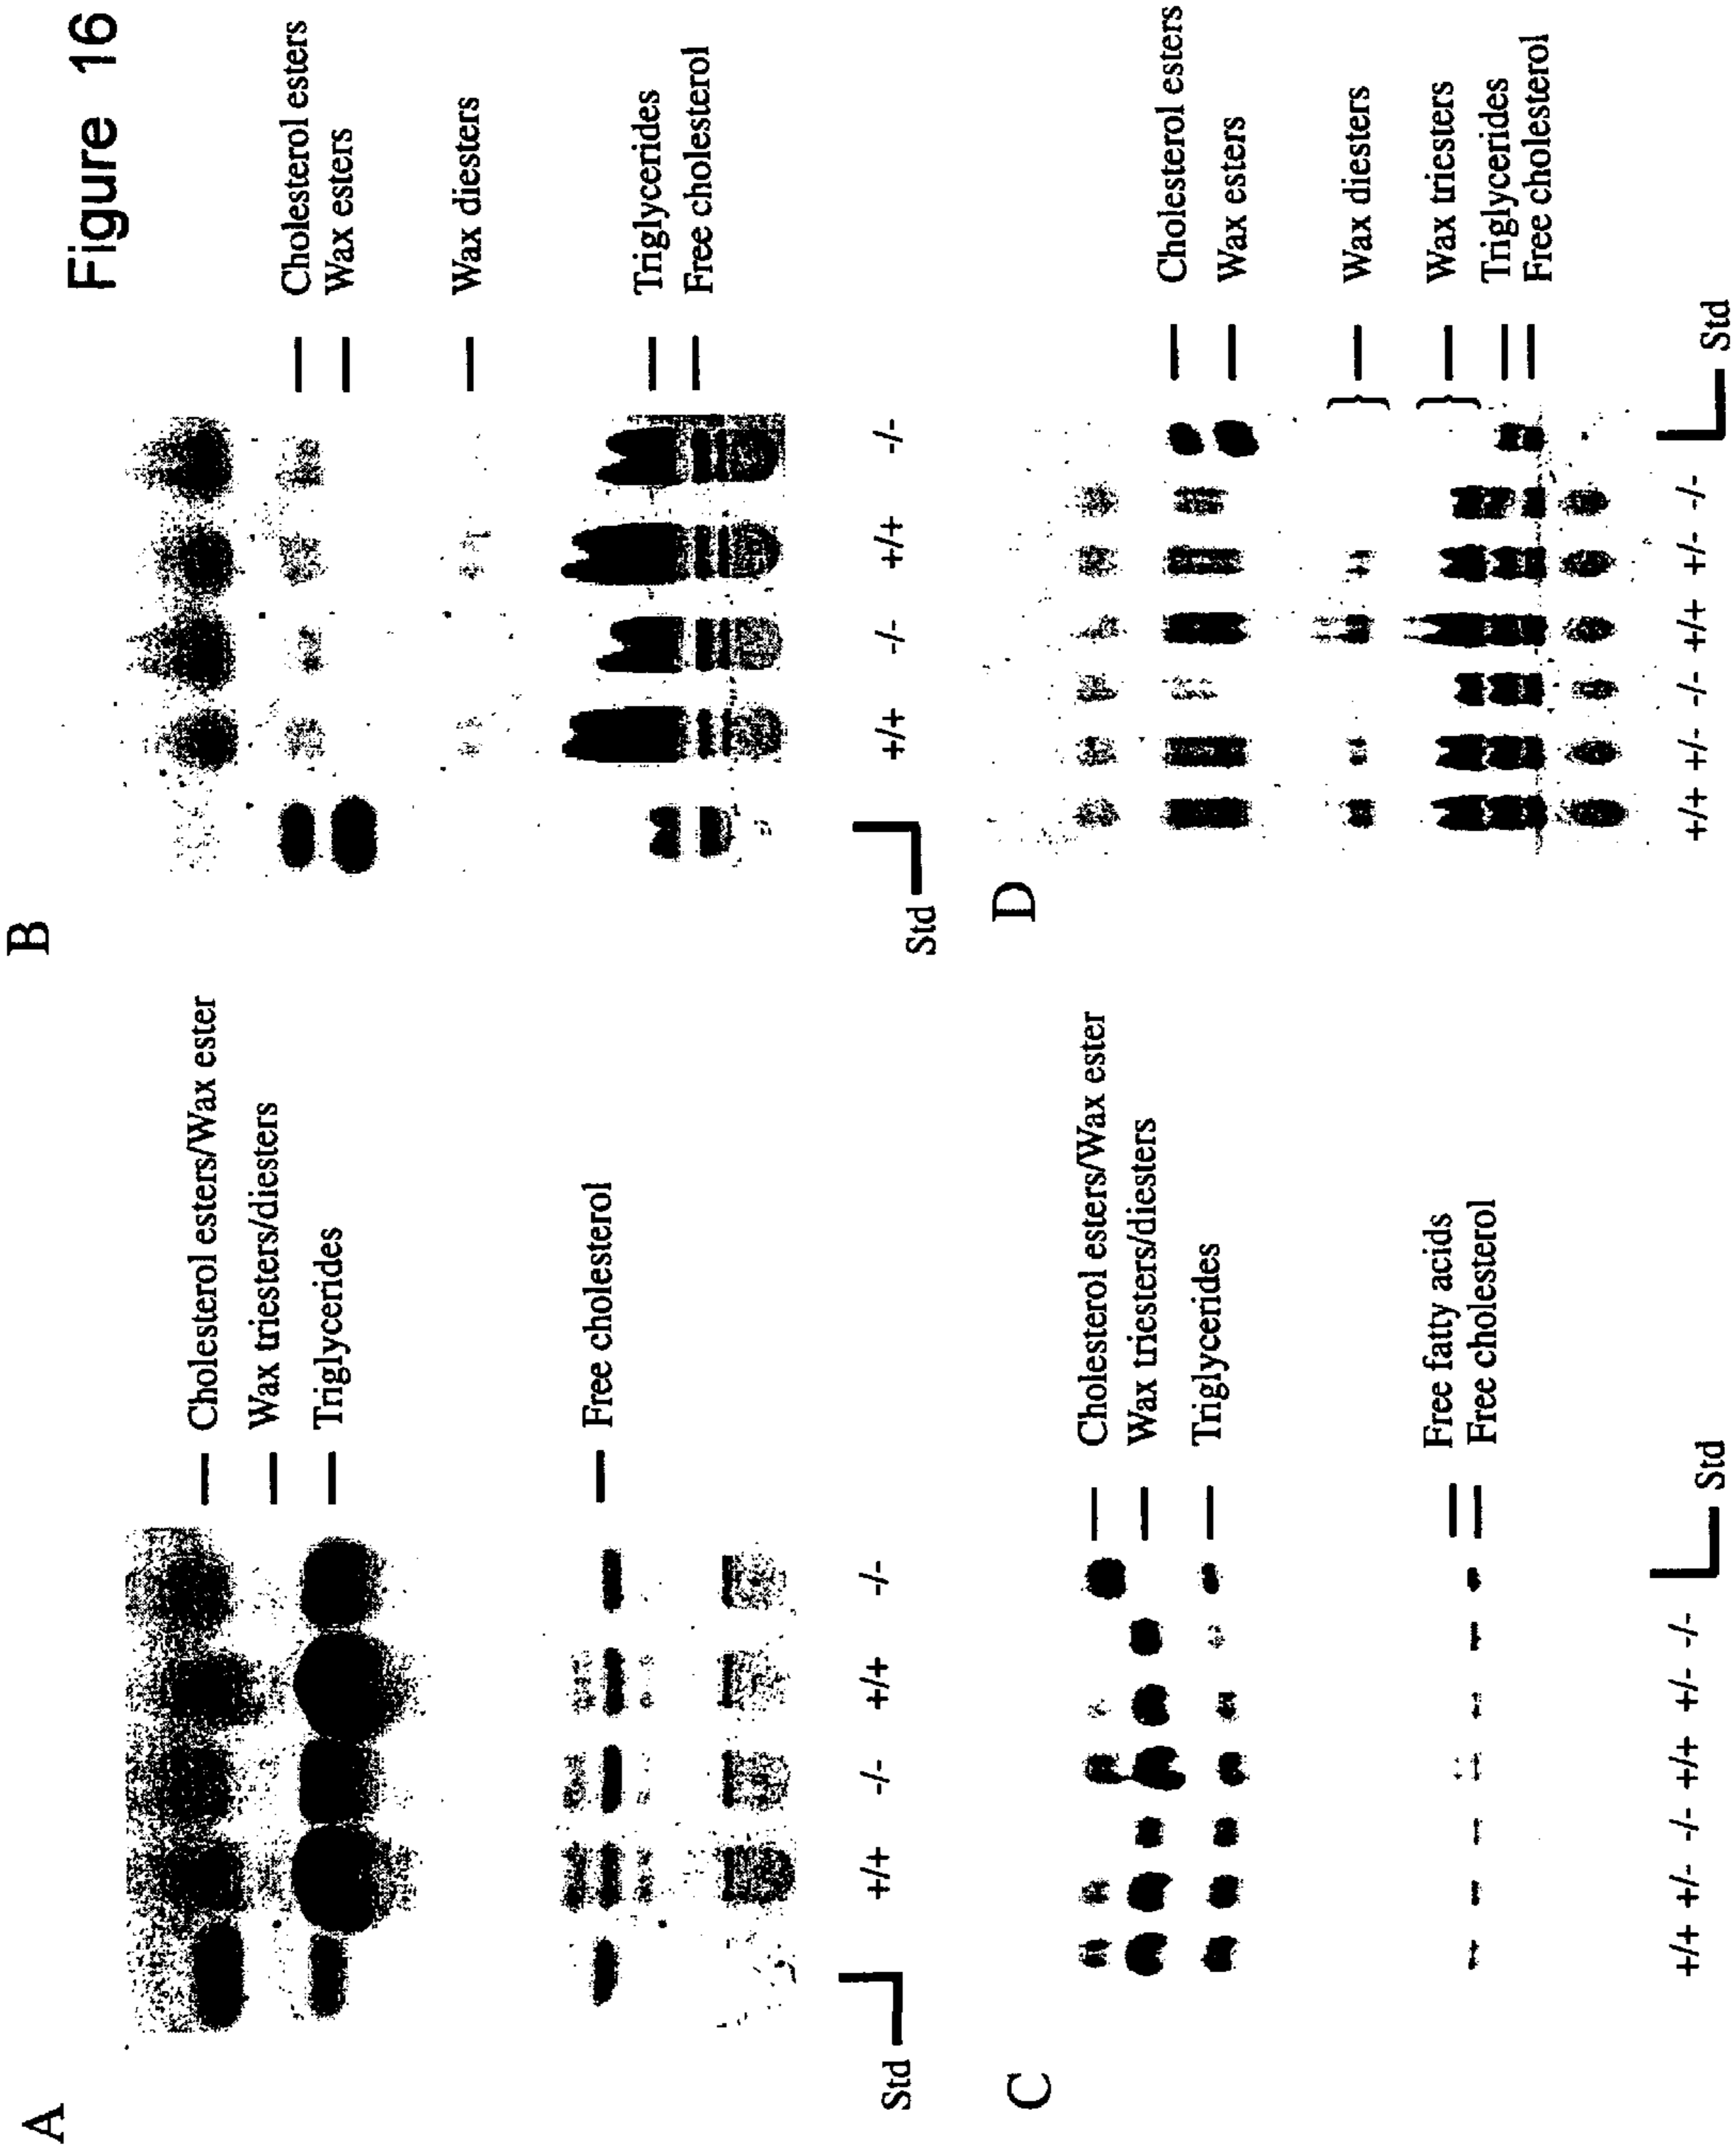 Figure 16
A
Cholesterol esters/Wax ester
Wax triesters/diesters
Triglycerides
Free cholesterol
Std
+/+ -/- +/+ -/-
B
Cholesterol esters
Wax esters
Wax diesters
Triglycerides
Free cholesterol
Std
+/+ -/- +/+ -/-
C
Cholesterol esters/Wax ester
Wax triesters/diesters
Triglycerides
Free fatty acids
Free cholesterol
+/+ +/- -/- +/+ +/- -/-
Std
D
Cholesterol esters
Wax esters
Wax diesters
Wax triesters
Triglycerides
Free cholesterol
+/+ +/- -/- +/+ +/- -/-
Std